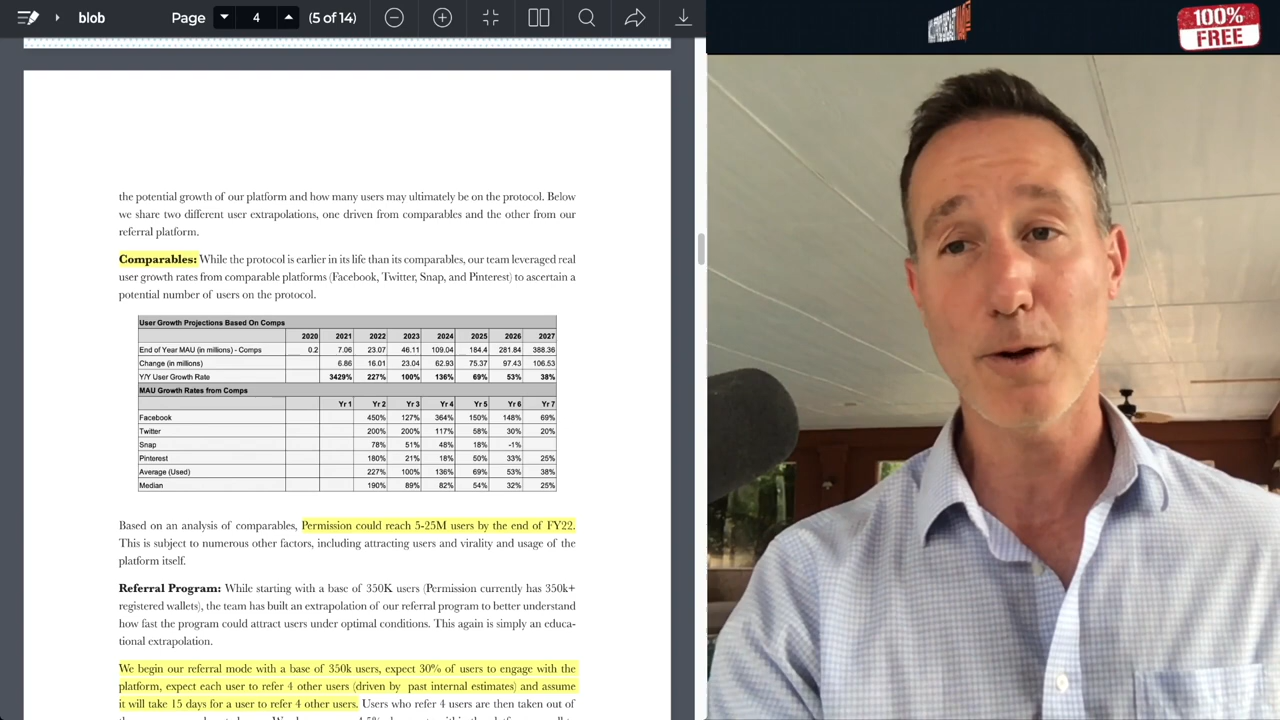 blob
Page 4 (5 of 14)
100%
FREE
the potential growth of our platform and how many users may ultimately be on the protocol. Below
we share two different user extrapolations, one driven from comparables and the other from our
referral platform.
Comparables: While the protocol is earlier in its life than its comparables, our team leveraged real
user growth rates from comparable platforms (Facebook, Twitter, Snap, and Pinterest) to ascertain a
potential number of users on the protocol.
User Growth Projections Based On Comps
2020 2021 2022 2023 2024 2025 2026 2027
End of Year MAU (in millions) - Comps 0.2 7.06 23.07 46.11 109.04 184.4 281.84 388.36
Change (in millions) 6.86 16.01 23.04 62.93 75.37 97.43 106.53
Y/Y User Growth Rate 3429% 227% 100% 136% 69% 53% 38%
MAU Growth Rates from Comps
Yr 1 Yr 2 Yr 3 Yr 4 Yr 5 Yr 6 Yr 7
Facebook 450% 127% 364% 150% 148% 69%
Twitter 200% 200% 117% 58% 30% 20%
Snap 78% 51% 48% 18% -1%
Pinterest 180% 21% 18% 50% 33% 25%
Average (Used) 227% 100% 136% 69% 53% 38%
Median 190% 89% 82% 54% 32% 25%
Based on an analysis of comparables, Permission could reach 5-25M users by the end of FY22.
This is subject to numerous other factors, including attracting users and virality and usage of the
platform itself.
Referral Program: While starting with a base of 350K users (Permission currently has 350k+
registered wallets), the team has built an extrapolation of our referral program to better understand
how fast the program could attract users under optimal conditions. This again is simply an educa-
tional extrapolation.
We begin our referral mode with a base of 350k users, expect 30% of users to engage with the
platform, expect each user to refer 4 other users (driven by past internal estimates) and assume
it will take 15 days for a user to refer 4 other users. Users who refer 4 users are then taken out of